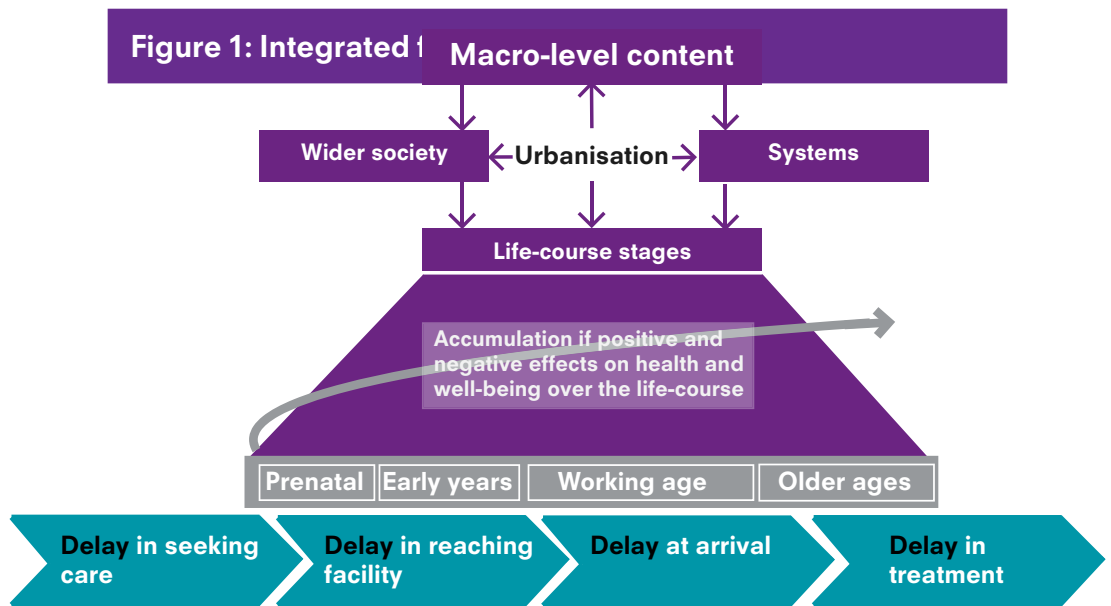 Figure 1: Integrated
Macro-level content
Wider society
Urbanisation
Systems
Life-course stages
Accumulation if positive and
negative effects on health and
well-being over the life-course
Prenatal
Early years
Working age
Older ages
Delay in seeking
care
Delay in reaching
facility
Delay at arrival
Delay in
treatment